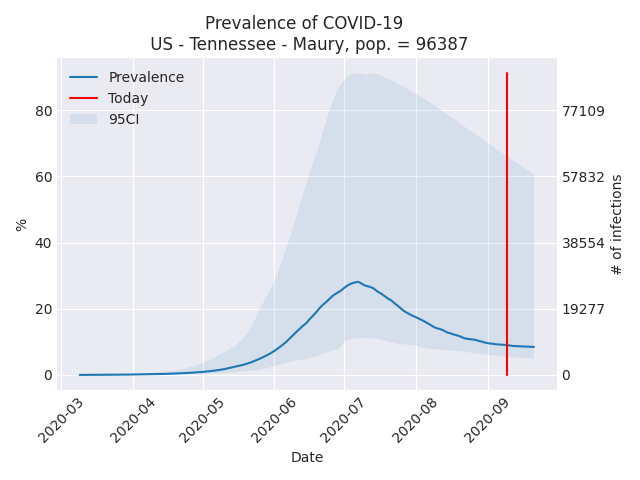 Prevalence of COVID-19
US - Tennessee - Maury, pop. = 96387
Prevalence
Today
95CI
80
60
40
20
0
%
77109
57832
38554
19277
0
# of infections
2020-03
2020-04
2020-05
2020-06
2020-07
2020-08
2020-09
Date